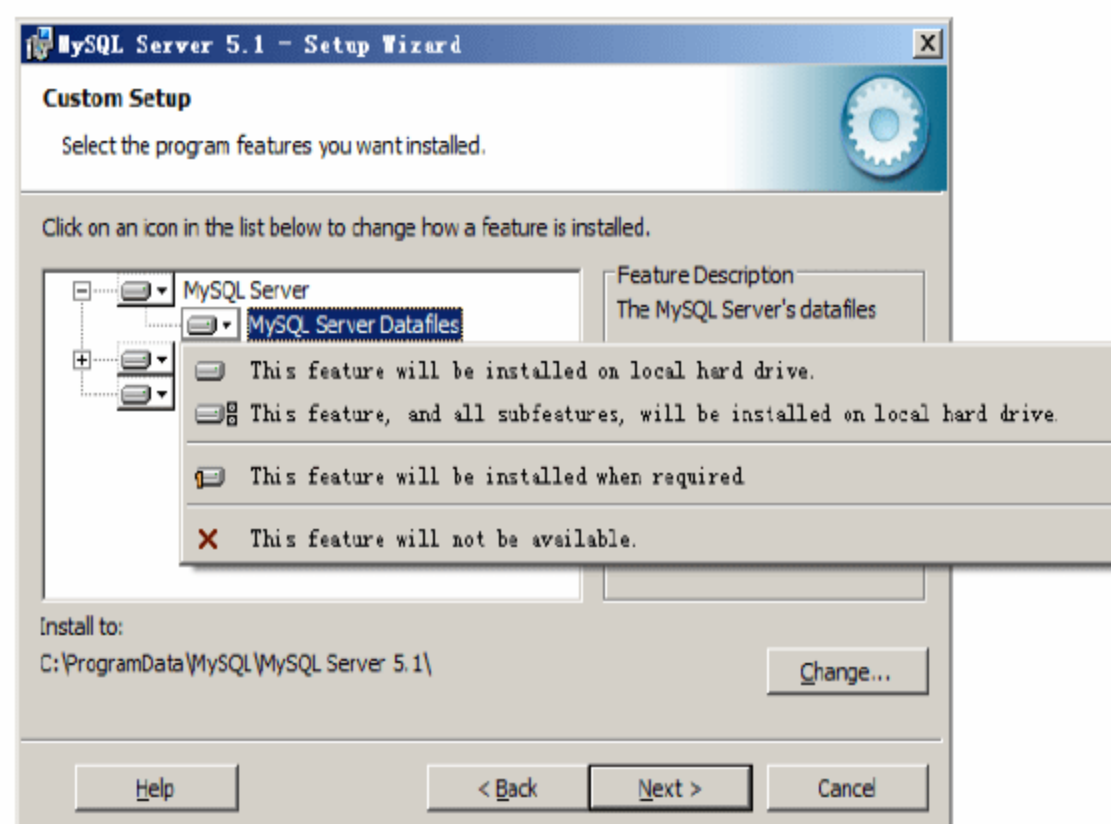 MySQL Server 5.1 - Setup Wizard
Custom Setup
Select the program features you want installed.
Click on an icon in the list below to change how a feature is installed.
MySQL Server
MySQL Server Datafiles
Feature Description
The MySQL Server's datafiles
This feature will be installed on local hard drive.
This feature, and all subfeatures, will be installed on local hard drive.
This feature will be installed when required
This feature will not be available.
Install to:
C:\ProgramData\MySQL\MySQL Server 5.1\
Change...
Help
< Back
Next >
Cancel